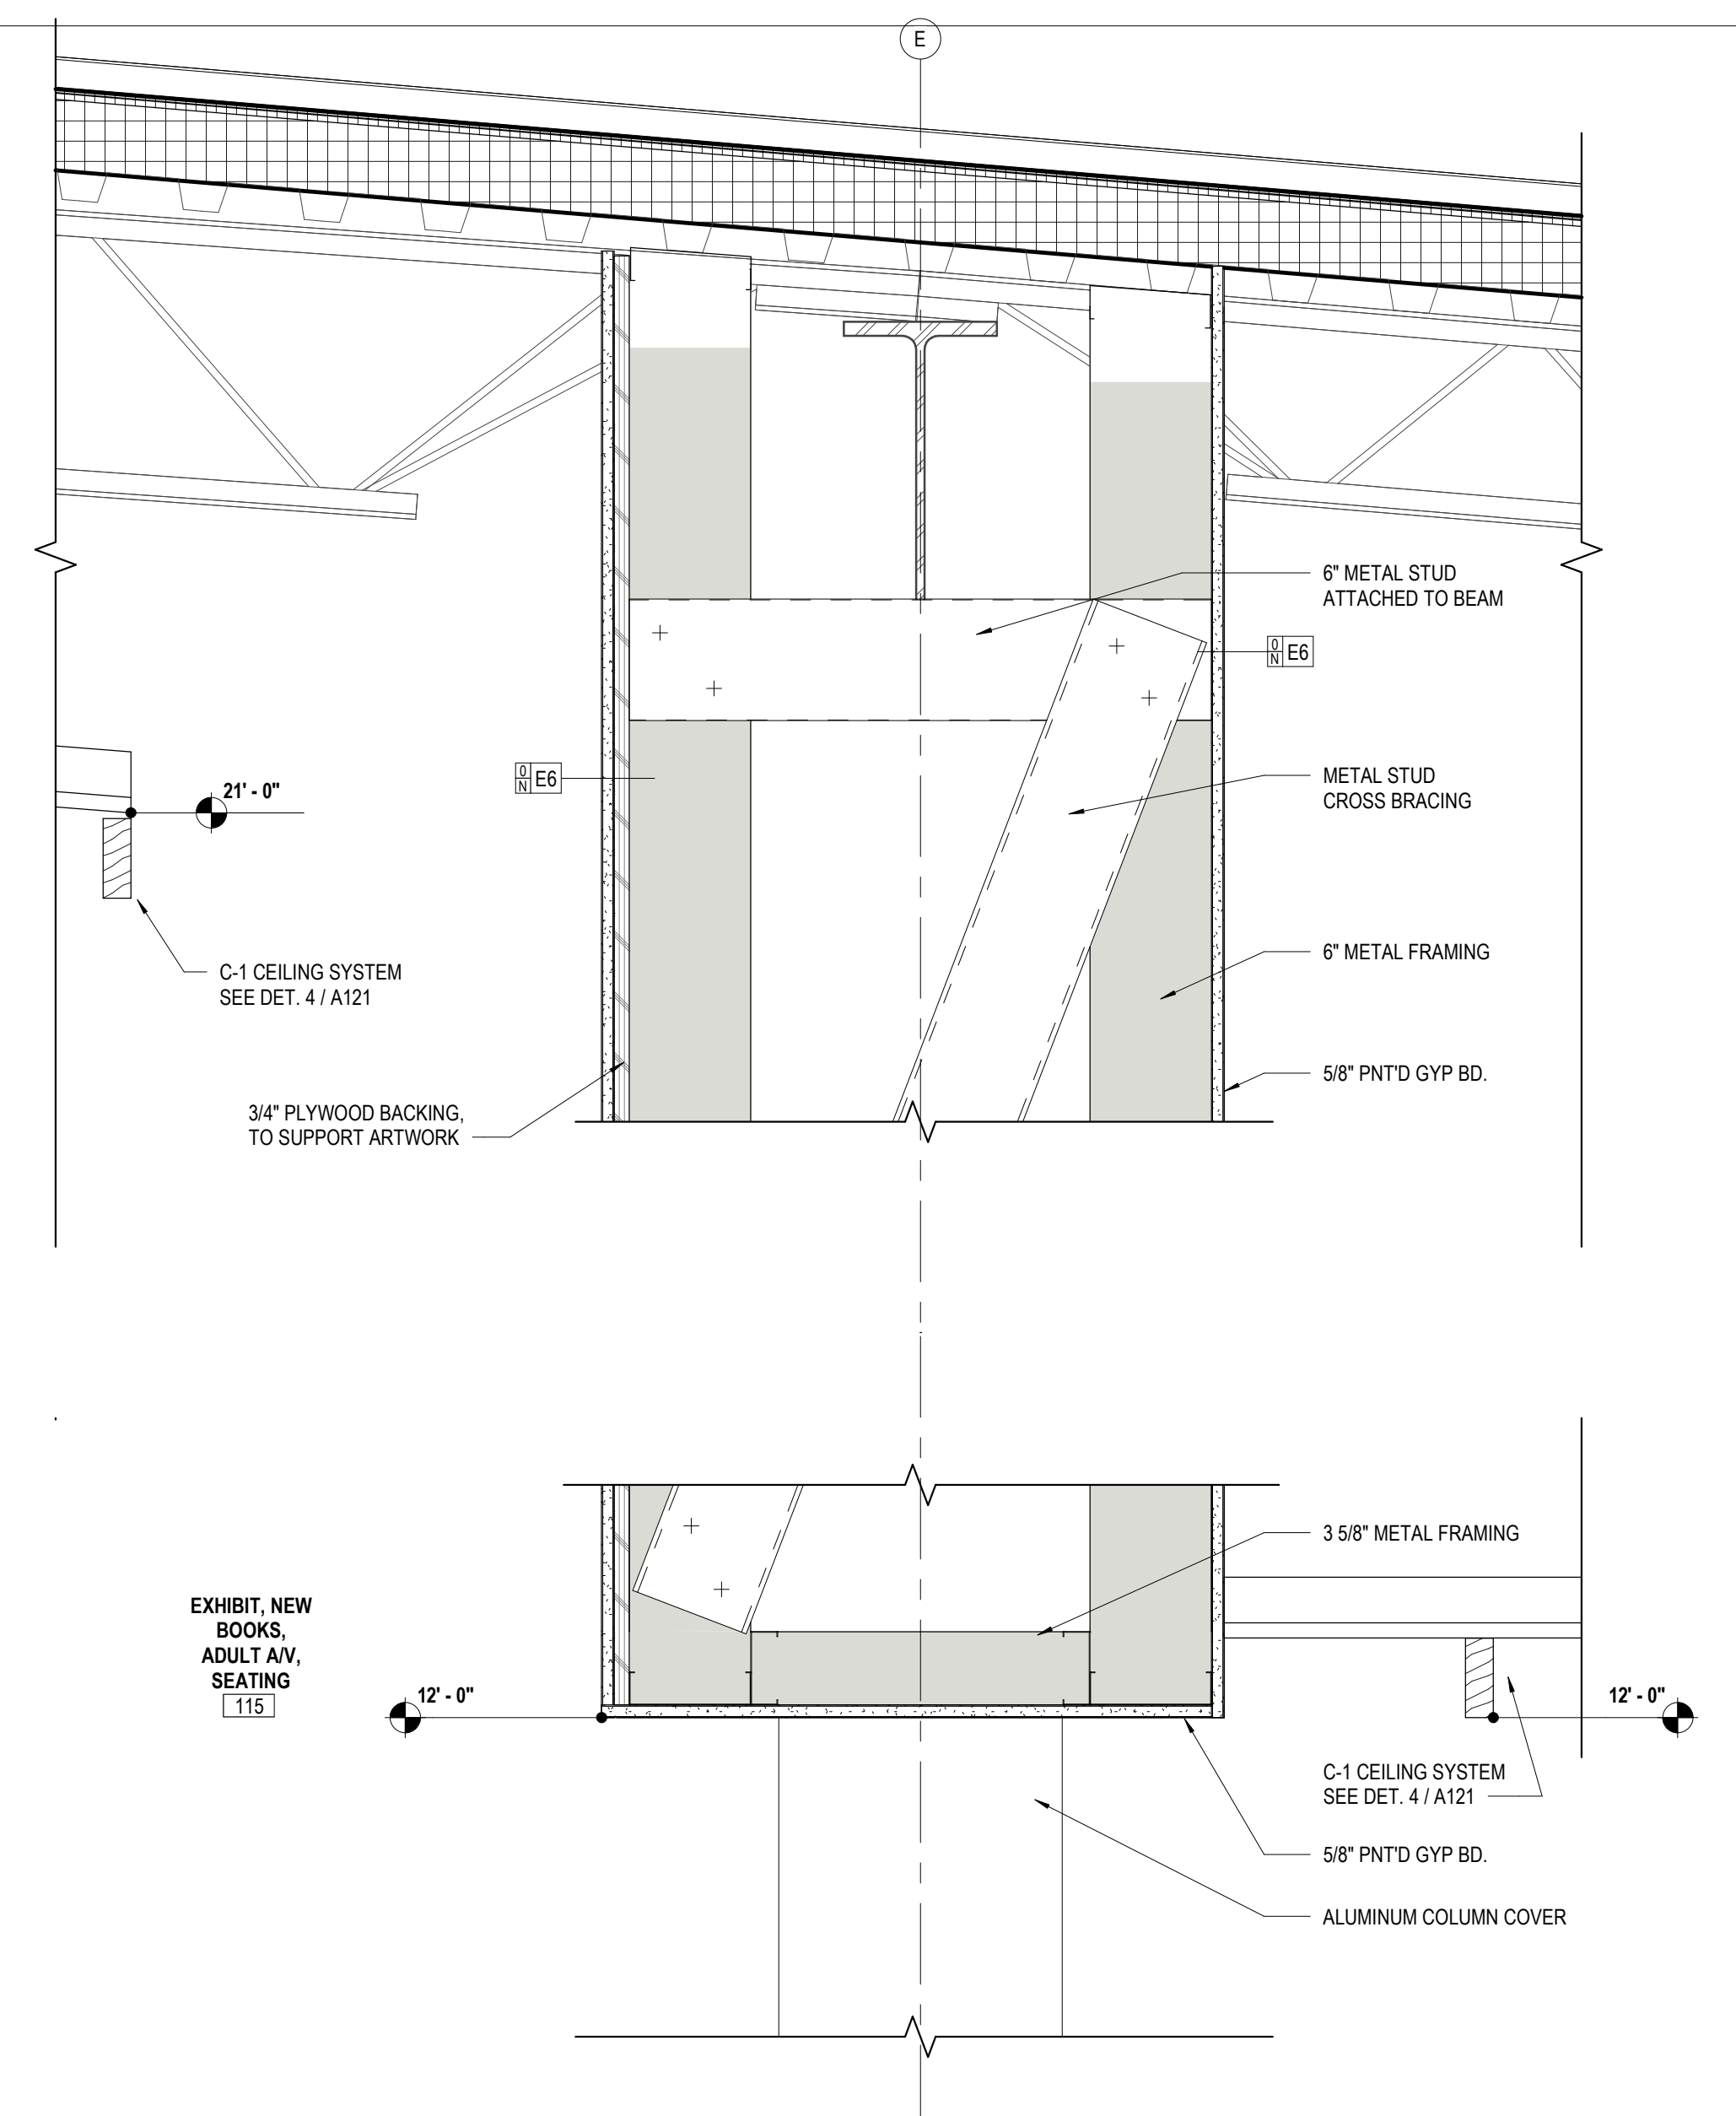 E
6" METAL STUD
ATTACHED TO BEAM
0
N
E6
0
N
E6
METAL STUD
CROSS BRACING
21' - 0"
6" METAL FRAMING
C-1 CEILING SYSTEM
SEE DET. 4 / A121
5/8" PNT'D GYP BD.
3/4" PLYWOOD BACKING,
TO SUPPORT ARTWORK
3 5/8" METAL FRAMING
EXHIBIT, NEW
BOOKS,
ADULT A/V,
SEATING
115
12' - 0"
12' - 0"
C-1 CEILING SYSTEM
SEE DET. 4 / A121
5/8" PNT'D GYP BD.
ALUMINUM COLUMN COVER